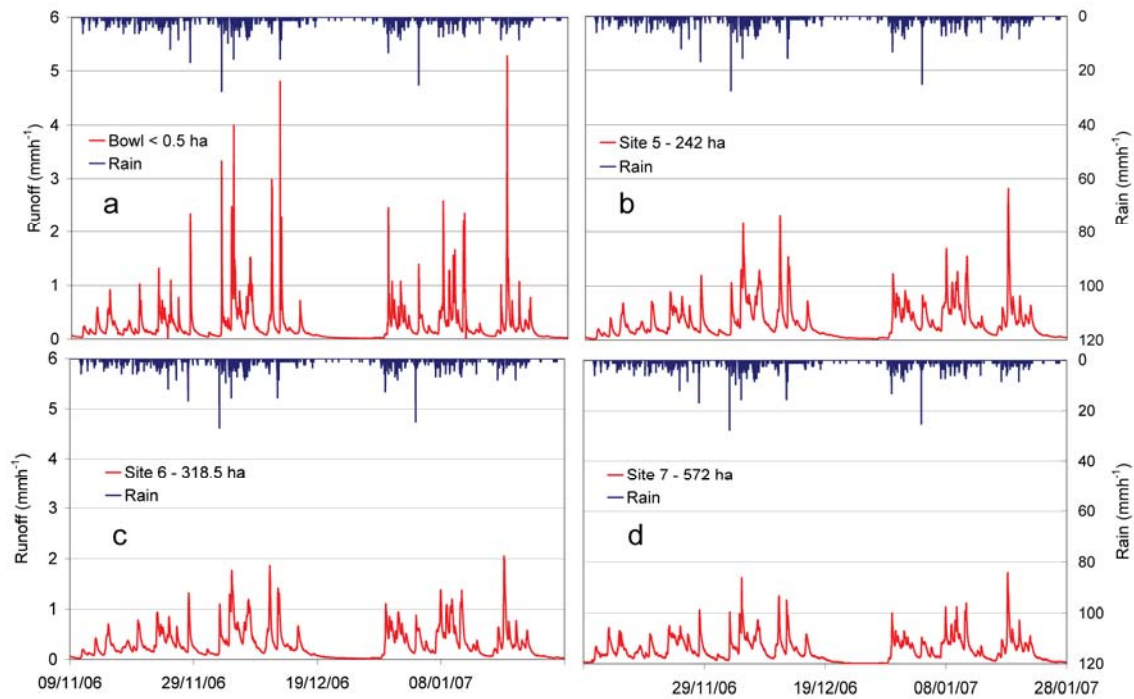 6
5
4
3
2
1
0
Runoff (mmh-1)
Bowl < 0.5 ha
Rain
a
0
20
40
60
80
100
120
Rain (mmh-1)
Site 5 - 242 ha
Rain
b
6
5
4
3
2
1
0
Runoff (mmh-1)
Site 6 - 318.5 ha
Rain
c
09/11/06 29/11/06 19/12/06 08/01/07
0
20
40
60
80
100
120
Rain (mmh-1)
Site 7 - 572 ha
Rain
d
29/11/06 19/12/06 08/01/07 28/01/07